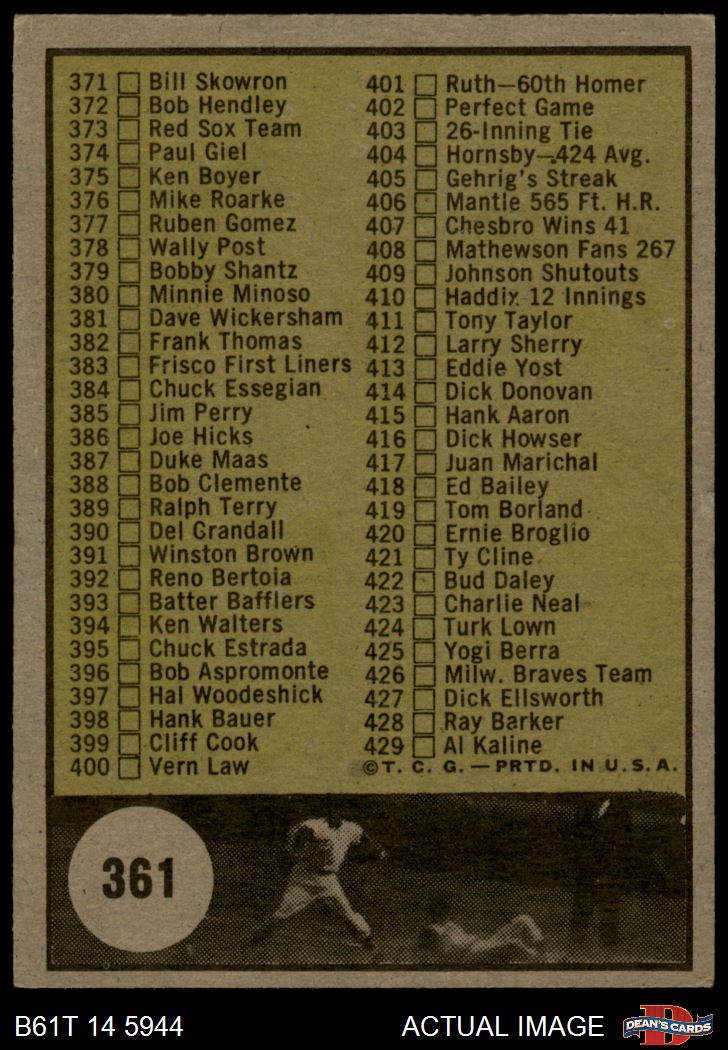 371 Bill Skowron
372 Bob Hendley
373 Red Sox Team
374 Paul Giel
375 Ken Boyer
376 Mike Roarke
377 Ruben Gomez
378 Wally Post
379 Bobby Shantz
380 Minnie Minoso
381 Dave Wickersham
382 Frank Thomas
383 Frisco First Liners
384 Chuck Essegian
385 Jim Perry
386 Joe Hicks
387 Duke Maas
388 Bob Clemente
389 Ralph Terry
390 Del Crandall
391 Winston Brown
392 Reno Bertoia
393 Batter Bafflers
394 Ken Walters
395 Chuck Estrada
396 Bob Aspromonte
397 Hal Woodeshick
398 Hank Bauer
399 Cliff Cook
400 Vern Law
401 Ruth—60th Homer
402 Perfect Game
403 26-Inning Tie
404 Hornsby—.424 Avg.
405 Gehrig's Streak
406 Mantle 565 Ft. H.R.
407 Chesbro Wins 41
408 Mathewson Fans 267
409 Johnson Shutouts
410 Haddix 12 Innings
411 Tony Taylor
412 Larry Sherry
413 Eddie Yost
414 Dick Donovan
415 Hank Aaron
416 Dick Howser
417 Juan Marichal
418 Ed Bailey
419 Tom Borland
420 Ernie Broglio
421 Ty Cline
422 Bud Daley
423 Charlie Neal
424 Turk Lown
425 Yogi Berra
426 Milw. Braves Team
427 Dick Ellsworth
428 Ray Barker
429 Al Kaline
©T. C. G.—PRTD. IN U.S.A.
361
B61T 14 5944
ACTUAL IMAGE
D
DEAN'S CARDS